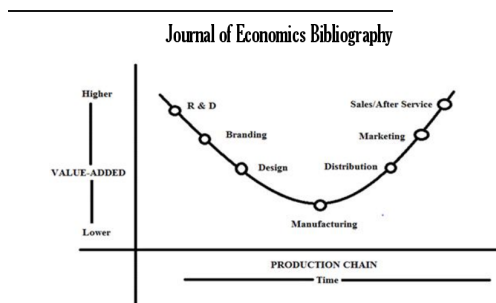 Journal of Economics Bibliography
Higher
VALUE-ADDED
Lower
R & D
Branding
Design
Manufacturing
Distribution
Marketing
Sales/After Service
PRODUCTION CHAIN
Time